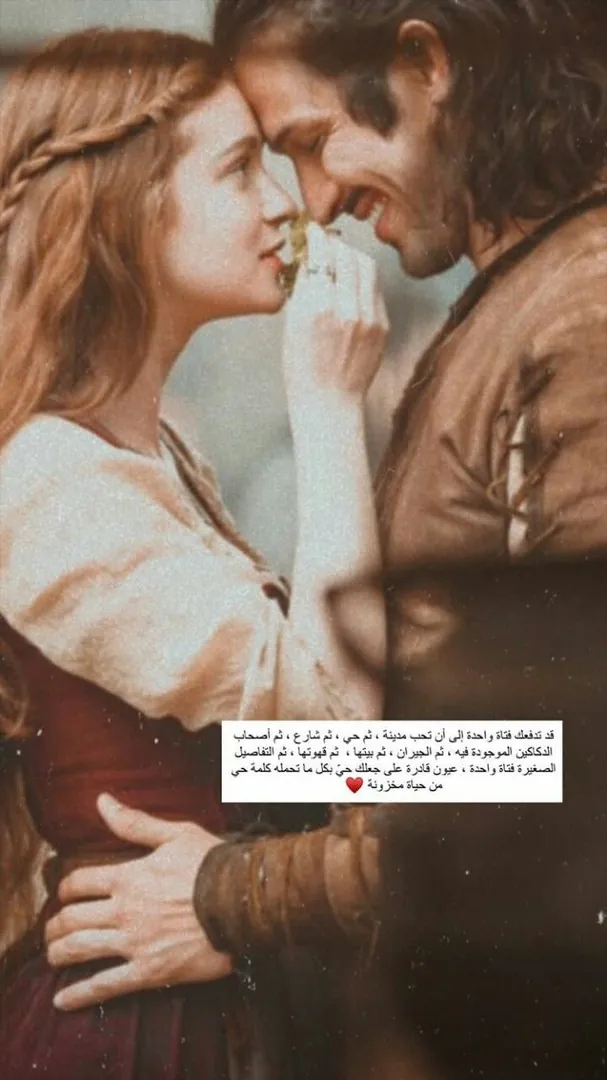 قد تدفعك فتاة واحدة إلى أن تحب مدينة ، ثم حي ، ثم شارع ، ثم أصحاب
الدكاكين الموجودة فيه ، ثم الجيران ، ثم بيتها ، ثم قهوتها ، ثم التفاصيل
الصغيرة فتاة واحدة ، عيون قادرة على جعلك حيّ بكل ما تحمله كلمة حي
من حياة مخزونة ♥️